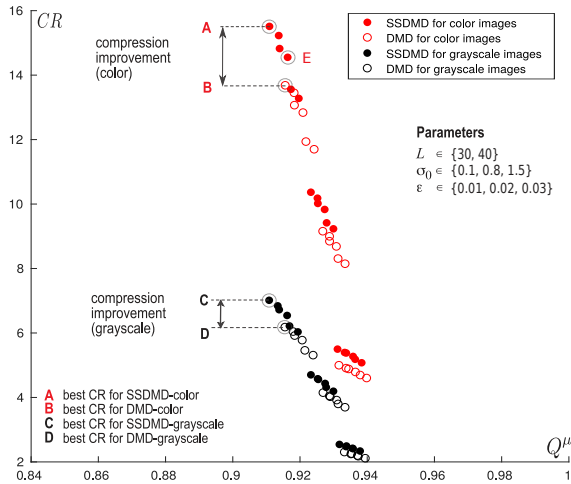 CR
16
14
12
10
8
6
4
2
0.84
0.86
0.88
0.9
0.92
0.94
0.96
0.98
1
Qμ
SSDMD for color images
DMD for color images
SSDMD for grayscale images
DMD for grayscale images
A
compression
improvement
(color)
E
B
Parameters
L ∈ {30, 40}
σ0 ∈ {0.1, 0.8, 1.5}
ε ∈ {0.01, 0.02, 0.03}
compression
improvement
(grayscale)
C
D
A best CR for SSDMD-color
B best CR for DMD-color
C best CR for SSDMD-grayscale
D best CR for DMD-grayscale